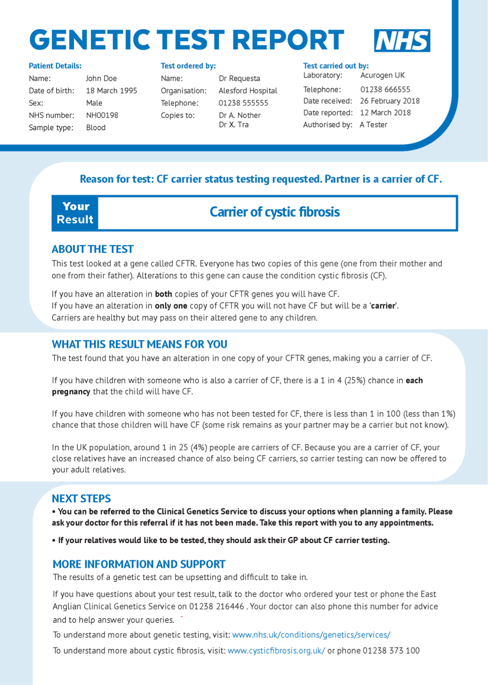 GENETIC TEST REPORT
NHS
Patient Details:
Name: John Doe
Date of birth: 18 March 1995
Sex: Male
NHS number: NH00198
Sample type: Blood
Test ordered by:
Name: Dr Requesta
Organisation: Alesford Hospital
Telephone: 01238 555555
Copies to: Dr A. Nother
Dr X. Tra
Test carried out by:
Laboratory: Acurogen UK
Telephone: 01238 666555
Date received: 26 February 2018
Date reported: 12 March 2018
Authorised by: A Tester
Reason for test: CF carrier status testing requested. Partner is a carrier of CF.
Your
Result
Carrier of cystic fibrosis
ABOUT THE TEST
This test looked at a gene called CFTR. Everyone has two copies of this gene (one from their mother and
one from their father). Alterations to this gene can cause the condition cystic fibrosis (CF).
If you have an alteration in both copies of your CFTR genes you will have CF.
If you have an alteration in only one copy of CFTR you will not have CF but will be a 'carrier'.
Carriers are healthy but may pass on their altered gene to any children.
WHAT THIS RESULT MEANS FOR YOU
The test found that you have an alteration in one copy of your CFTR genes, making you a carrier of CF.
If you have children with someone who is also a carrier of CF, there is a 1 in 4 (25%) chance in each
pregnancy that the child will have CF.
If you have children with someone who has not been tested for CF, there is less than 1 in 100 (less than 1%)
chance that those children will have CF (some risk remains as your partner may be a carrier but not know).
In the UK population, around 1 in 25 (4%) people are carriers of CF. Because you are a carrier of CF, your
close relatives have an increased chance of also being CF carriers, so carrier testing can now be offered to
your adult relatives.
NEXT STEPS
• You can be referred to the Clinical Genetics Service to discuss your options when planning a family. Please
ask your doctor for this referral if it has not been made. Take this report with you to any appointments.
• If your relatives would like to be tested, they should ask their GP about CF carrier testing.
MORE INFORMATION AND SUPPORT
The results of a genetic test can be upsetting and difficult to take in.
If you have questions about your test result, talk to the doctor who ordered your test or phone the East
Anglian Clinical Genetics Service on 01238 216446 . Your doctor can also phone this number for advice
and to help answer your queries.
To understand more about genetic testing, visit: www.nhs.uk/conditions/genetics/services/
To understand more about cystic fibrosis, visit: www.cysticfibrosis.org.uk/ or phone 01238 373 100